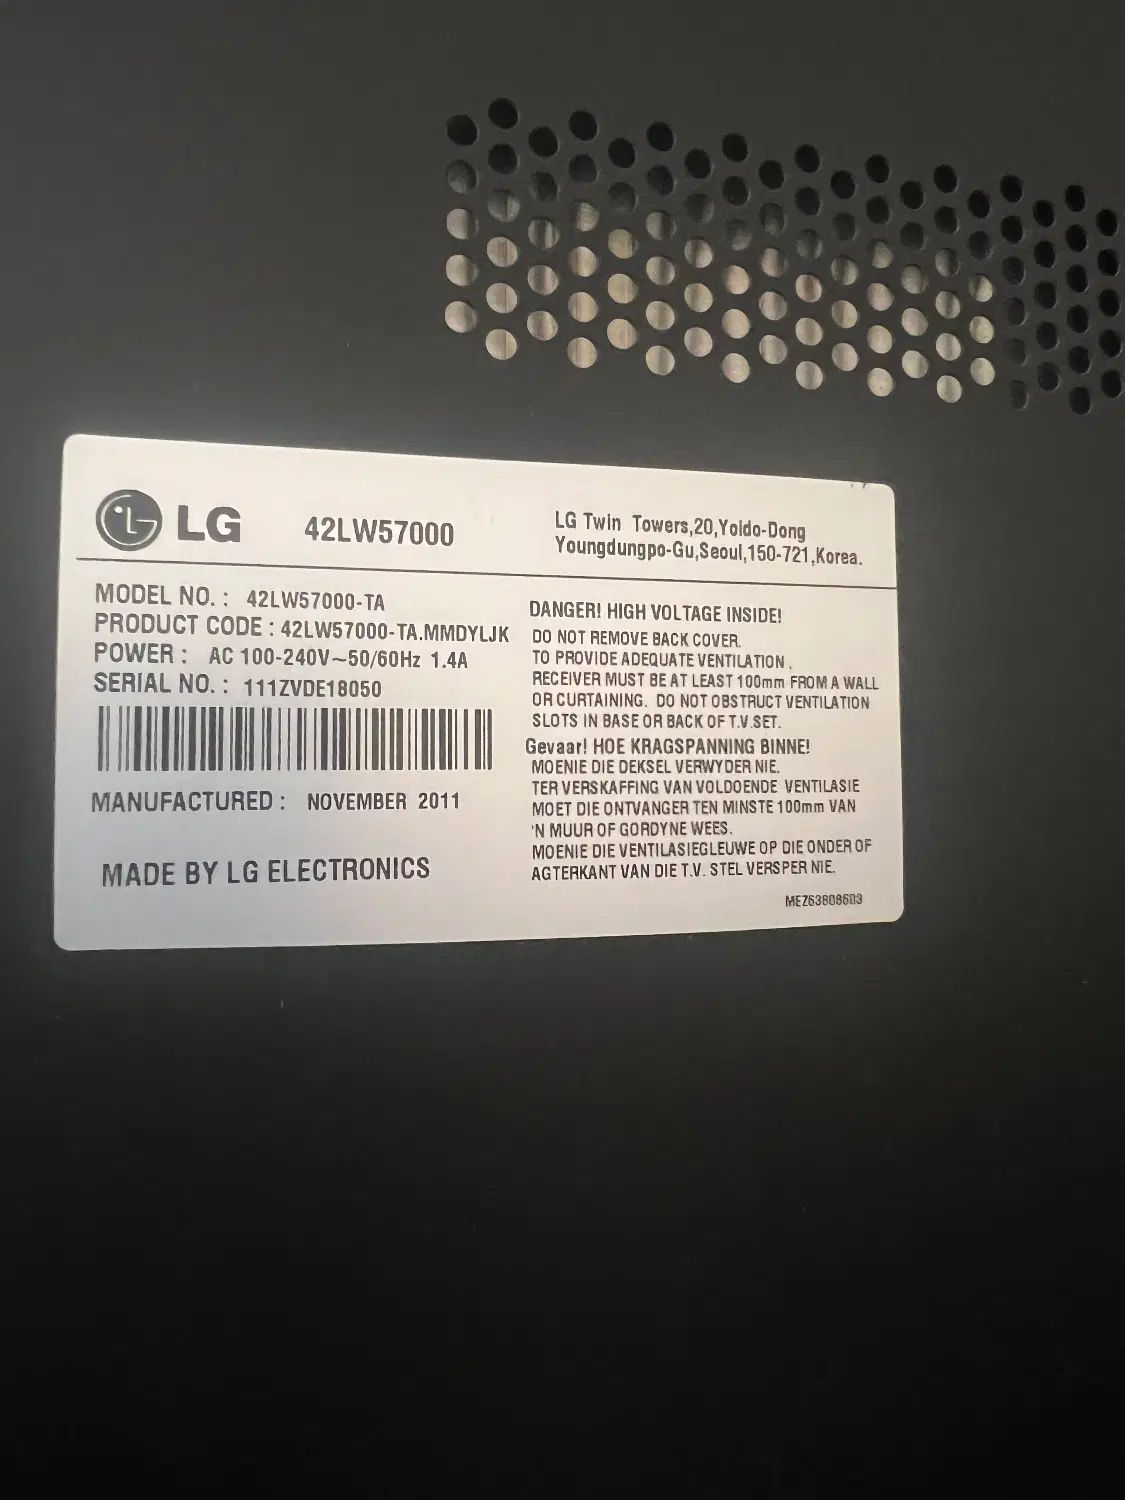 LG 42LW57000
LG Twin Towers,20,Yoido-Dong
Youngdungpo-Gu,Seoul,150-721,Korea.
MODEL NO. : 42LW57000-TA
PRODUCT CODE : 42LW57000-TA.MMDYLJK
POWER : AC 100-240V~50/60Hz 1.4A
SERIAL NO. : 111ZVDE18050
MANUFACTURED : NOVEMBER 2011
MADE BY LG ELECTRONICS
DANGER! HIGH VOLTAGE INSIDE!
DO NOT REMOVE BACK COVER.
TO PROVIDE ADEQUATE VENTILATION ,
RECEIVER MUST BE AT LEAST 100mm FROM A WALL
OR CURTAINING. DO NOT OBSTRUCT VENTILATION
SLOTS IN BASE OR BACK OF T.V SET.
Gevaar! HOE KRAGSPANNING BINNE!
MOENIE DIE DEKSEL VERWYDER NIE.
TER VERSKAFFING VAN VOLDOENDE VENTILASIE
MOET DIE ONTVANGER TEN MINSTE 100mm VAN
'N MUUR OF GORDYNE WEES.
MOENIE DIE VENTILASIEGLEUWE OP DIE ONDER OF
AGTERKANT VAN DIE T.V. STEL VERSPER NIE.
MEZ63808603